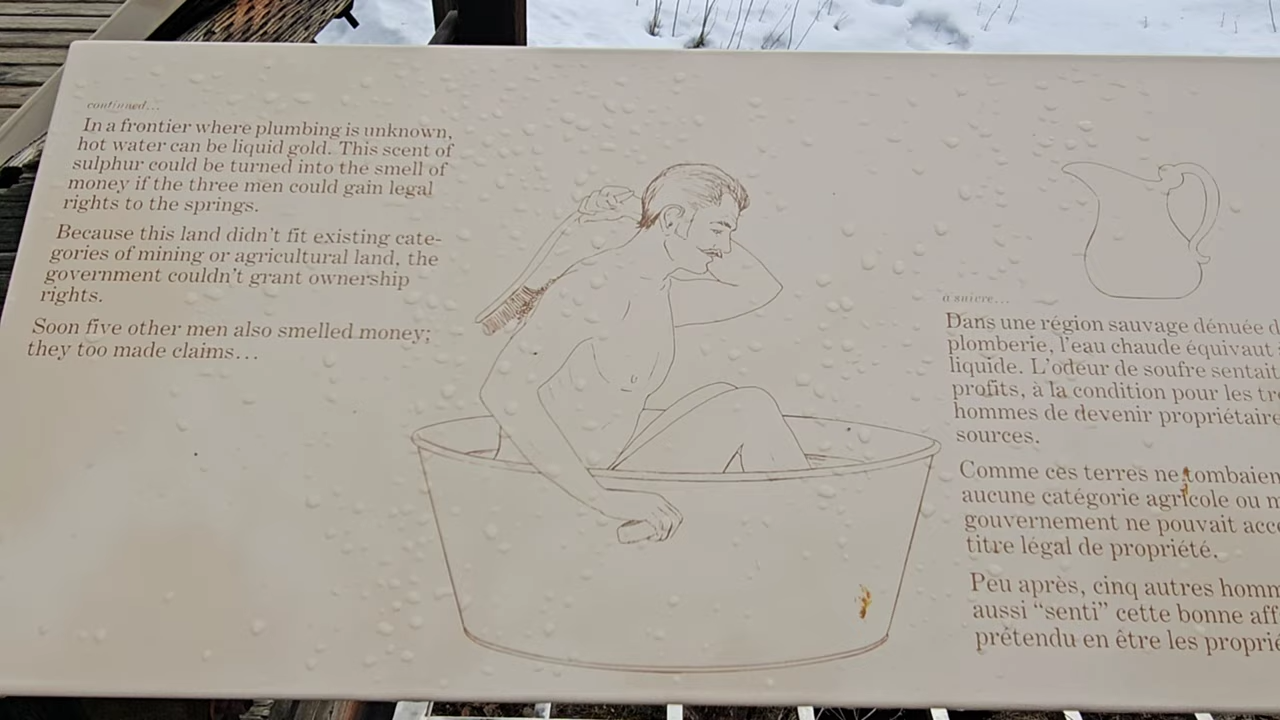 continued...
In a frontier where plumbing is unknown,
hot water can be liquid gold. This scent of
sulphur could be turned into the smell of
money if the three men could gain legal
rights to the springs.
Because this land didn't fit existing cate-
gories of mining or agricultural land, the
government couldn't grant ownership
rights.
Soon five other men also smelled money;
they too made claims...
à suivre...
Dans une région sauvage dénuée
plomberie, l'eau chaude équivaut
liquide. L'odeur de soufre sentait
profits, à la condition pour les
hommes de devenir propriétaire
sources.
Comme ces terres ne tombaien
aucune catégorie agricole ou
gouvernement ne pouvait
titre légal de propriété.
Peu après, cinq autres
aussi "senti" cette bonne
prétendu en être les